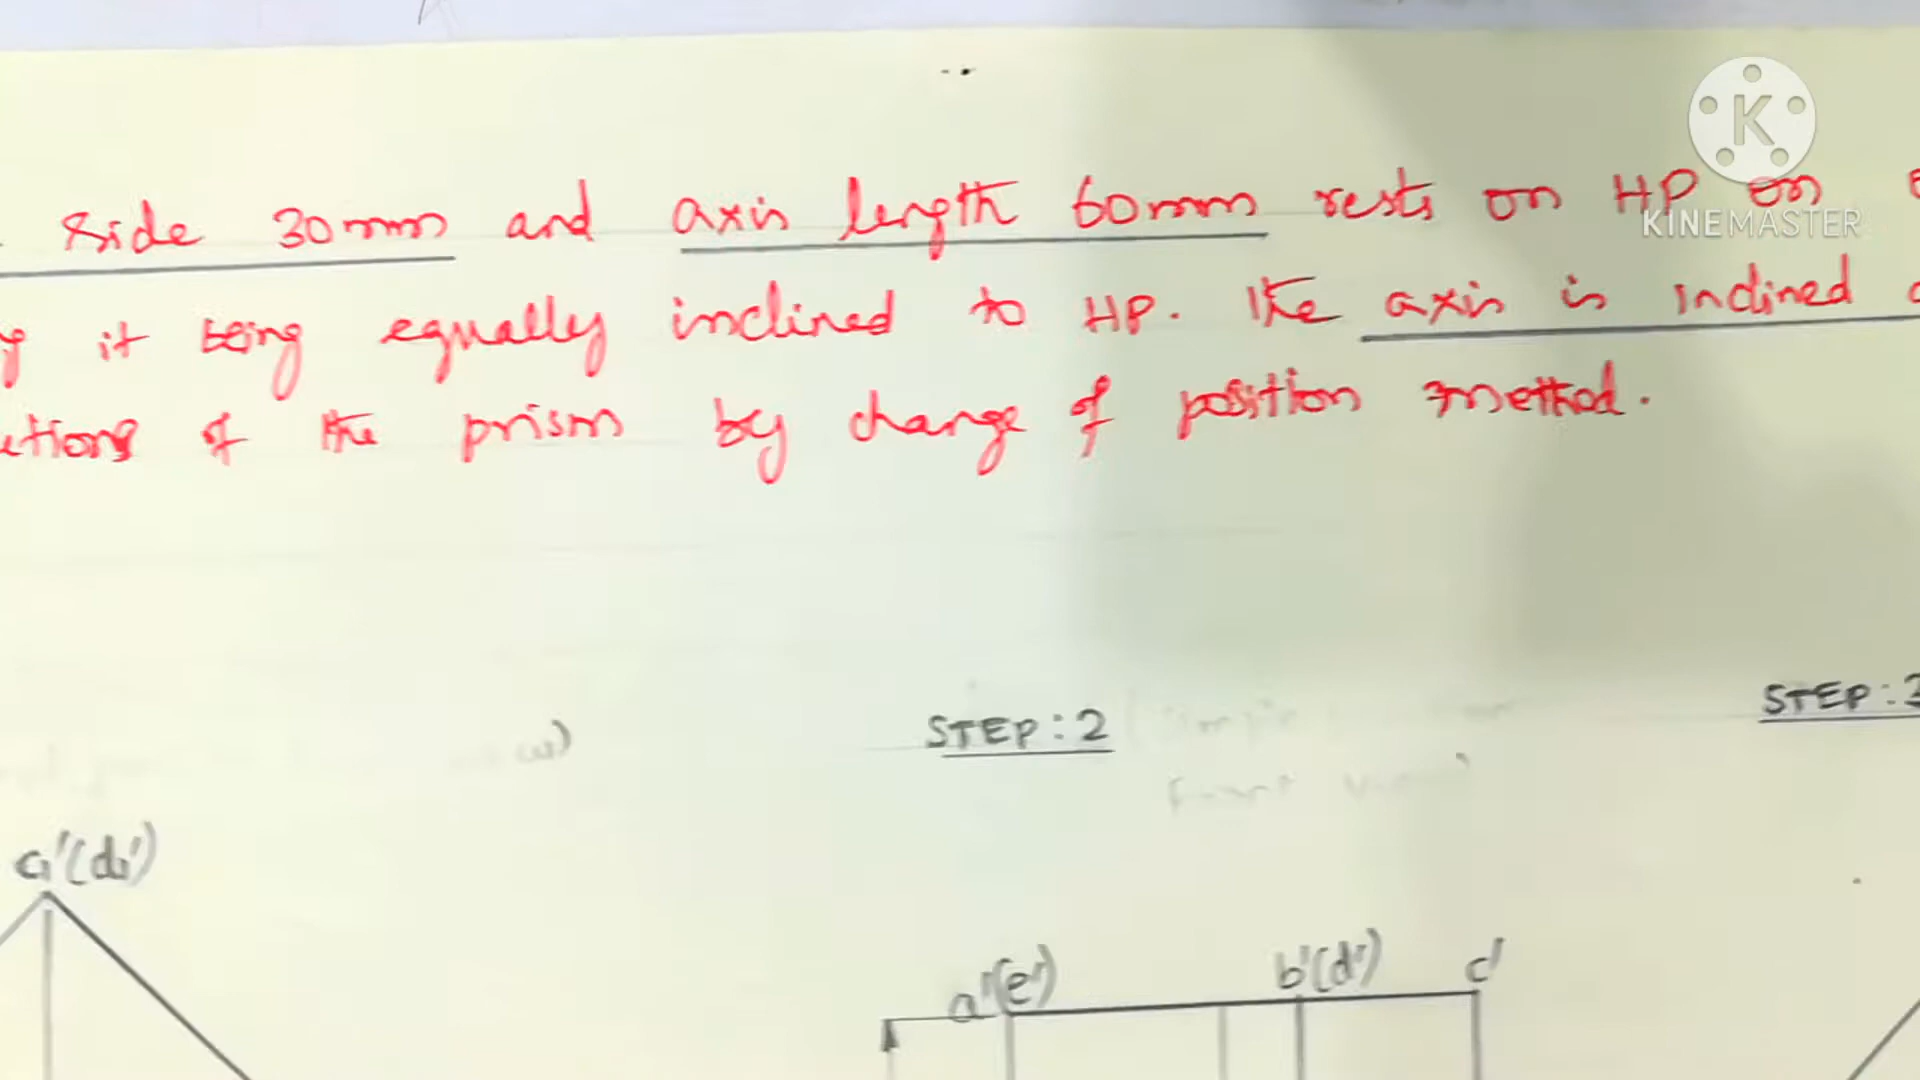 side 30mm and axis length 60mm rests on HP on
it being equally inclined to HP. The axis is inclined
of the prism by change of position method.
K
KINEMASTER
STEP:2
STEP:
a'(e')
b'(d')
c'